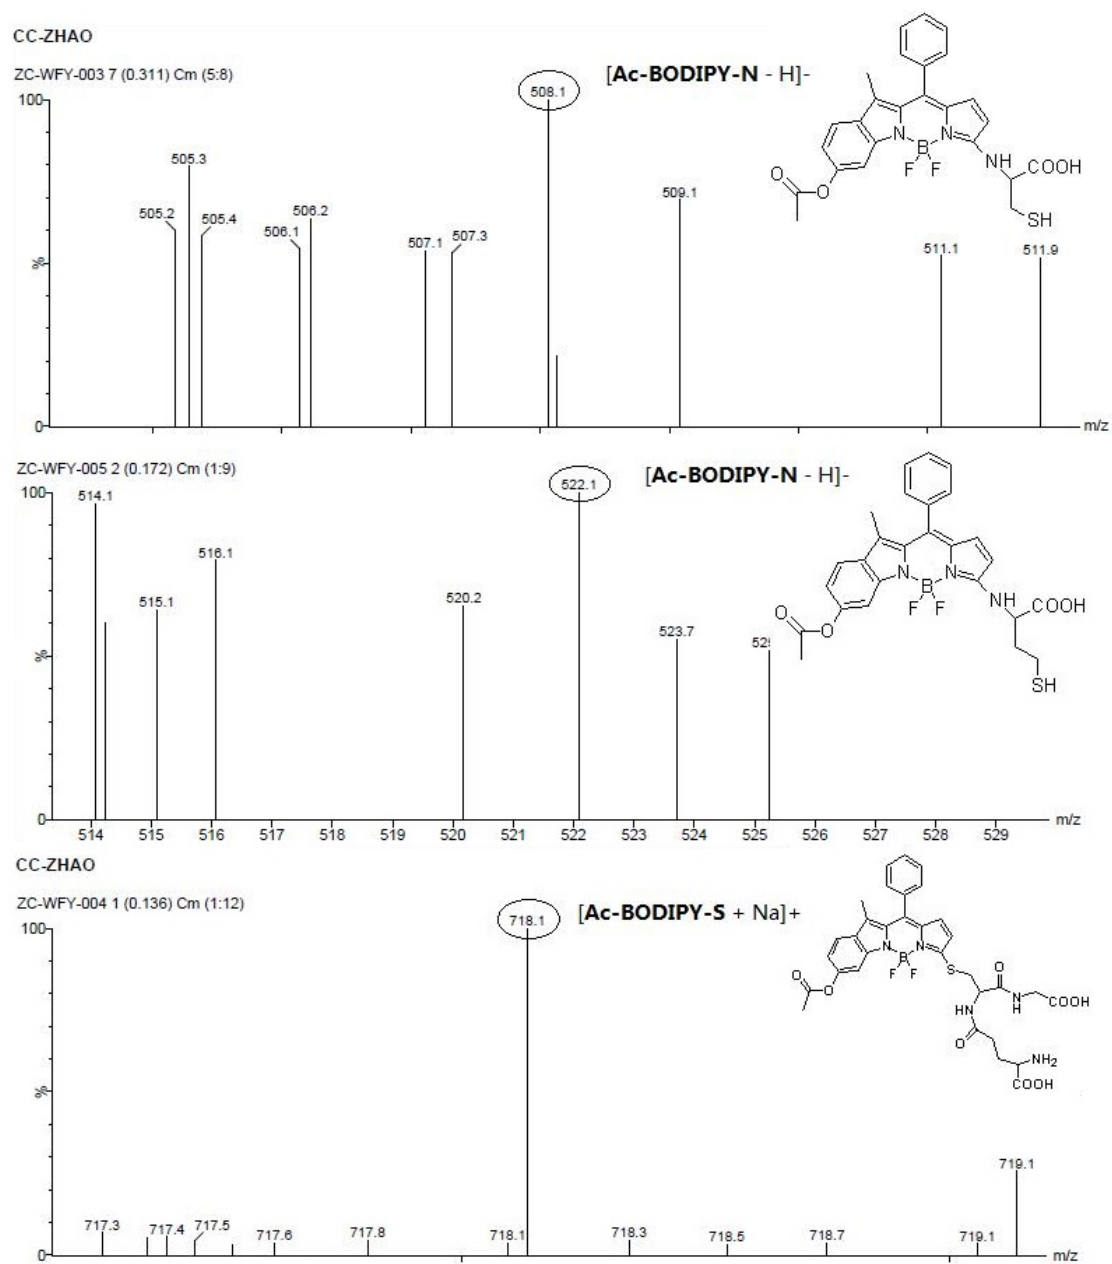 CC-ZHAO
ZC-WFY-003 7 (0.311) Cm (5:8)
[Ac-BODIPY-N - H]-
100
%
0
505.2
505.3
505.4
506.1
506.2
507.1
507.3
508.1
509.1
511.1
511.9
m/z
N
N
B
F
F
NH
COOH
SH
O
O
ZC-WFY-005 2 (0.172) Cm (1:9)
[Ac-BODIPY-N - H]-
100
%
0
514.1
515.1
516.1
520.2
522.1
523.7
525
514 515 516 517 518 519 520 521 522 523 524 525 526 527 528 529
m/z
N
N
B
F
F
NH
COOH
SH
O
O
CC-ZHAO
ZC-WFY-004 1 (0.136) Cm (1:12)
[Ac-BODIPY-S + Na]+
100
%
0
717.3
717.4
717.5
717.6
717.8
718.1
718.1
718.3
718.5
718.7
719.1
719.1
m/z
N
N
B
F
F
S
O
O
O
N
H
COOH
HN
O
NH2
COOH